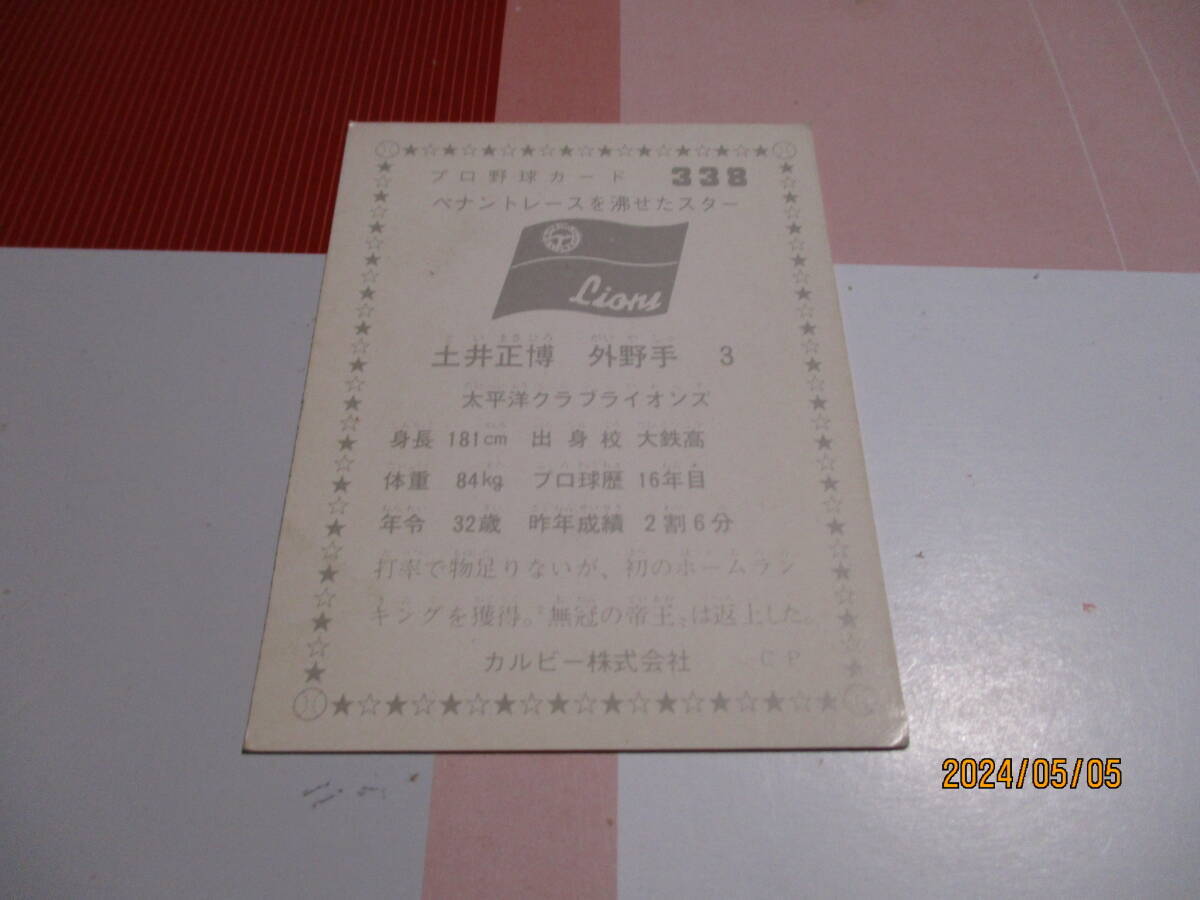 プロ野球カード 338
ペナントレースを沸せたスター
Lions
土井正博 外野手 3
太平洋クラブライオンズ
身長 181cm 出身校 大鉄高
体重 84kg プロ球歴 16年目
年令 32歳 昨年成績 2割6分
打率で物足りないが、初のホームラン
キングを獲得。〝無冠の帝王〟は返上した。
カルビー株式会社 C P
2024/05/05